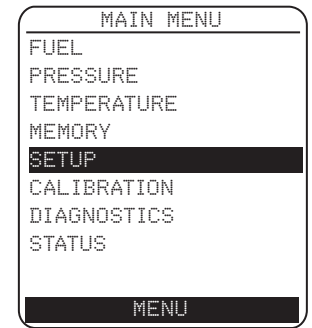 MAIN MENU
FUEL
PRESSURE
TEMPERATURE
MEMORY
SETUP
CALIBRATION
DIAGNOSTICS
STATUS
MENU